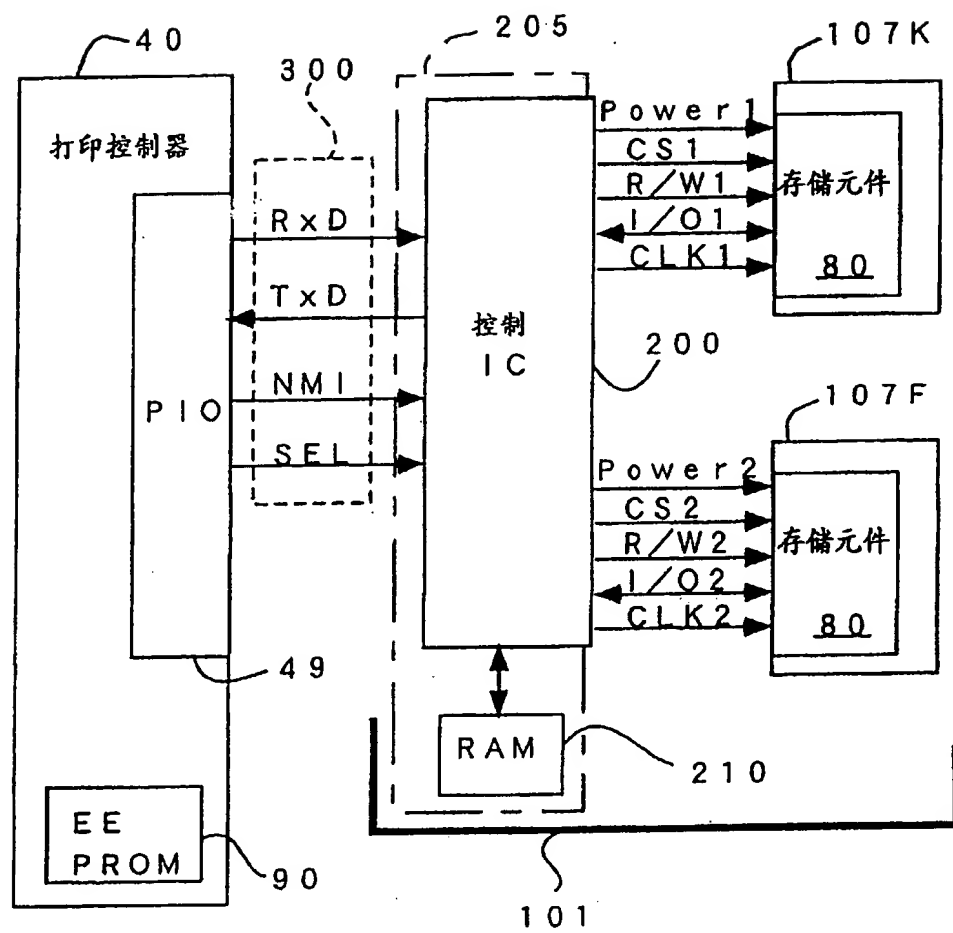 40
打印控制器
PIO
49
EE
PROM
90
300
RxD
TxD
NMI
SEL
205
控制
IC
200
RAM
210
101
Power1
CS1
R/W1
I/O1
CLK1
107K
存储元件
80
Power2
CS2
R/W2
I/O2
CLK2
107F
存储元件
80